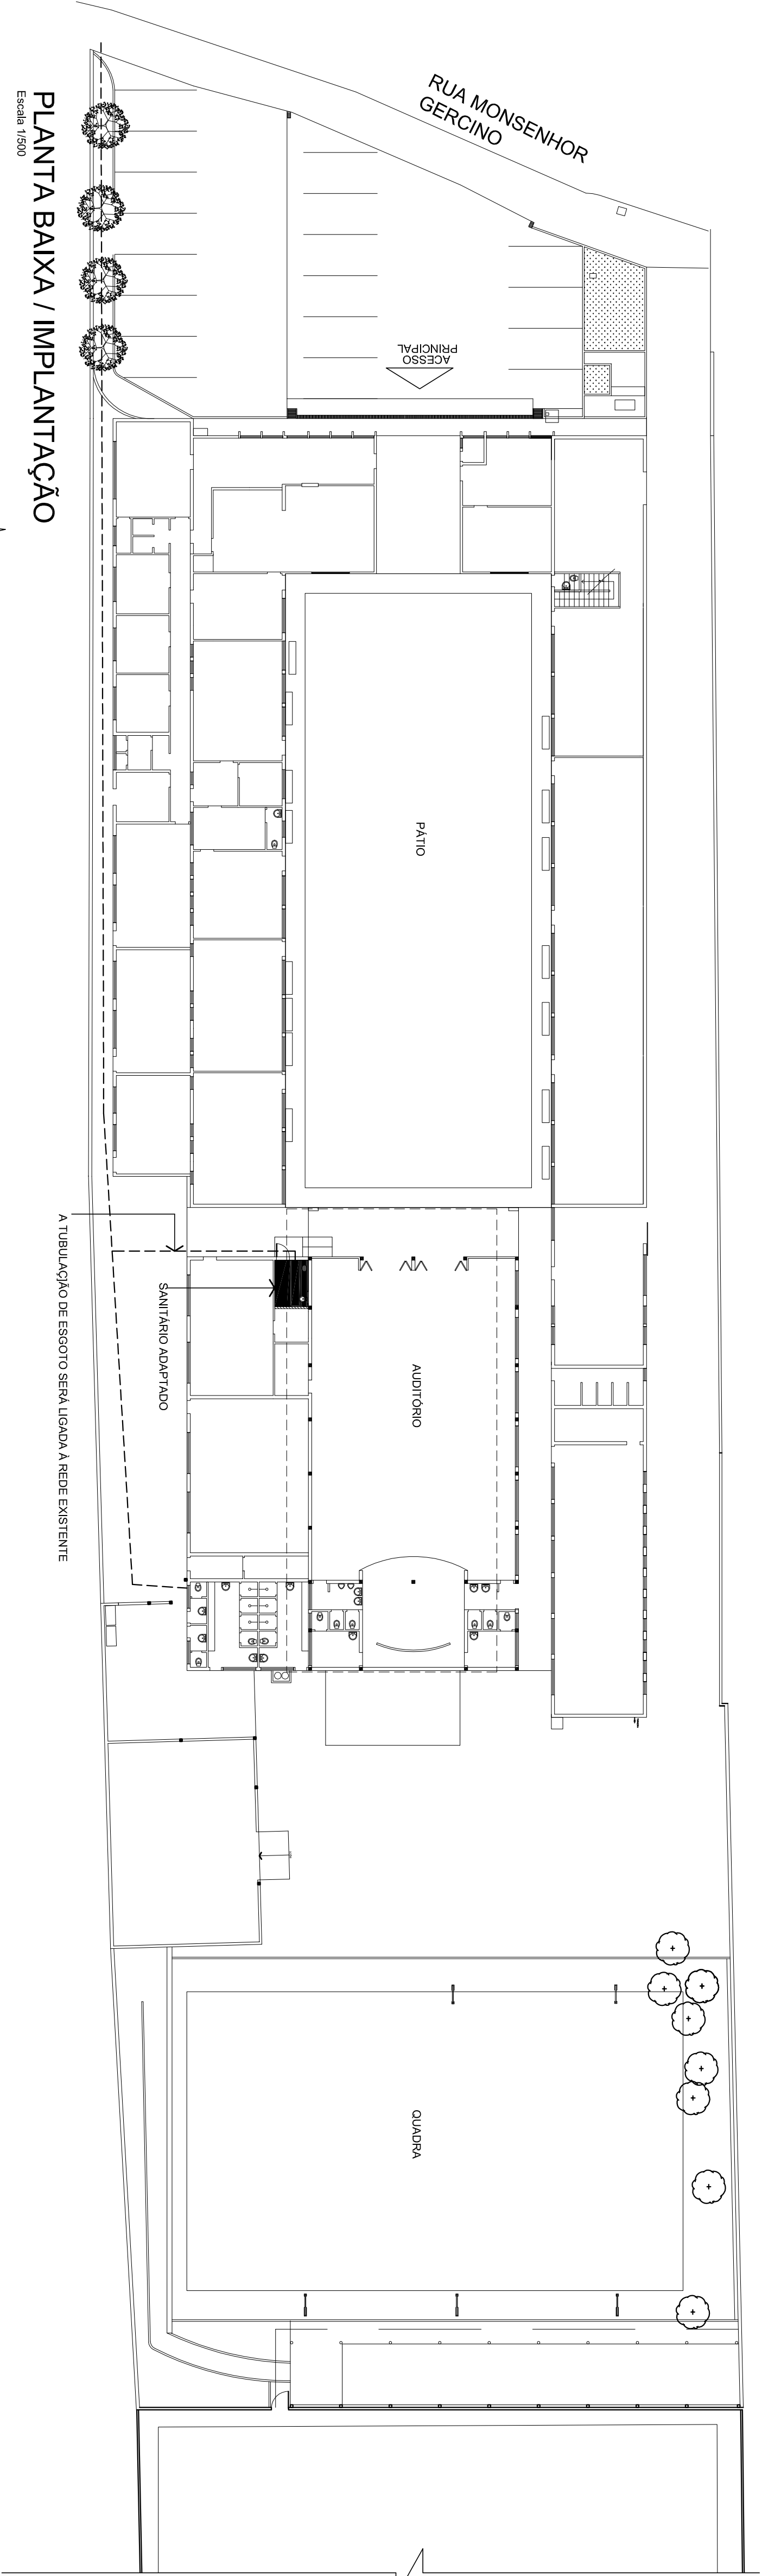 RUA MONSENHOR
GERCINO
ACESSO
PRINCIPAL
PÁTIO
AUDITÓRIO
SANITÁRIO ADAPTADO
A TUBULAÇÃO DE ESGOTO SERÁ LIGADA À REDE EXISTENTE
QUADRA
PLANTA BAIXA / IMPLANTAÇÃO
Escala 1/500